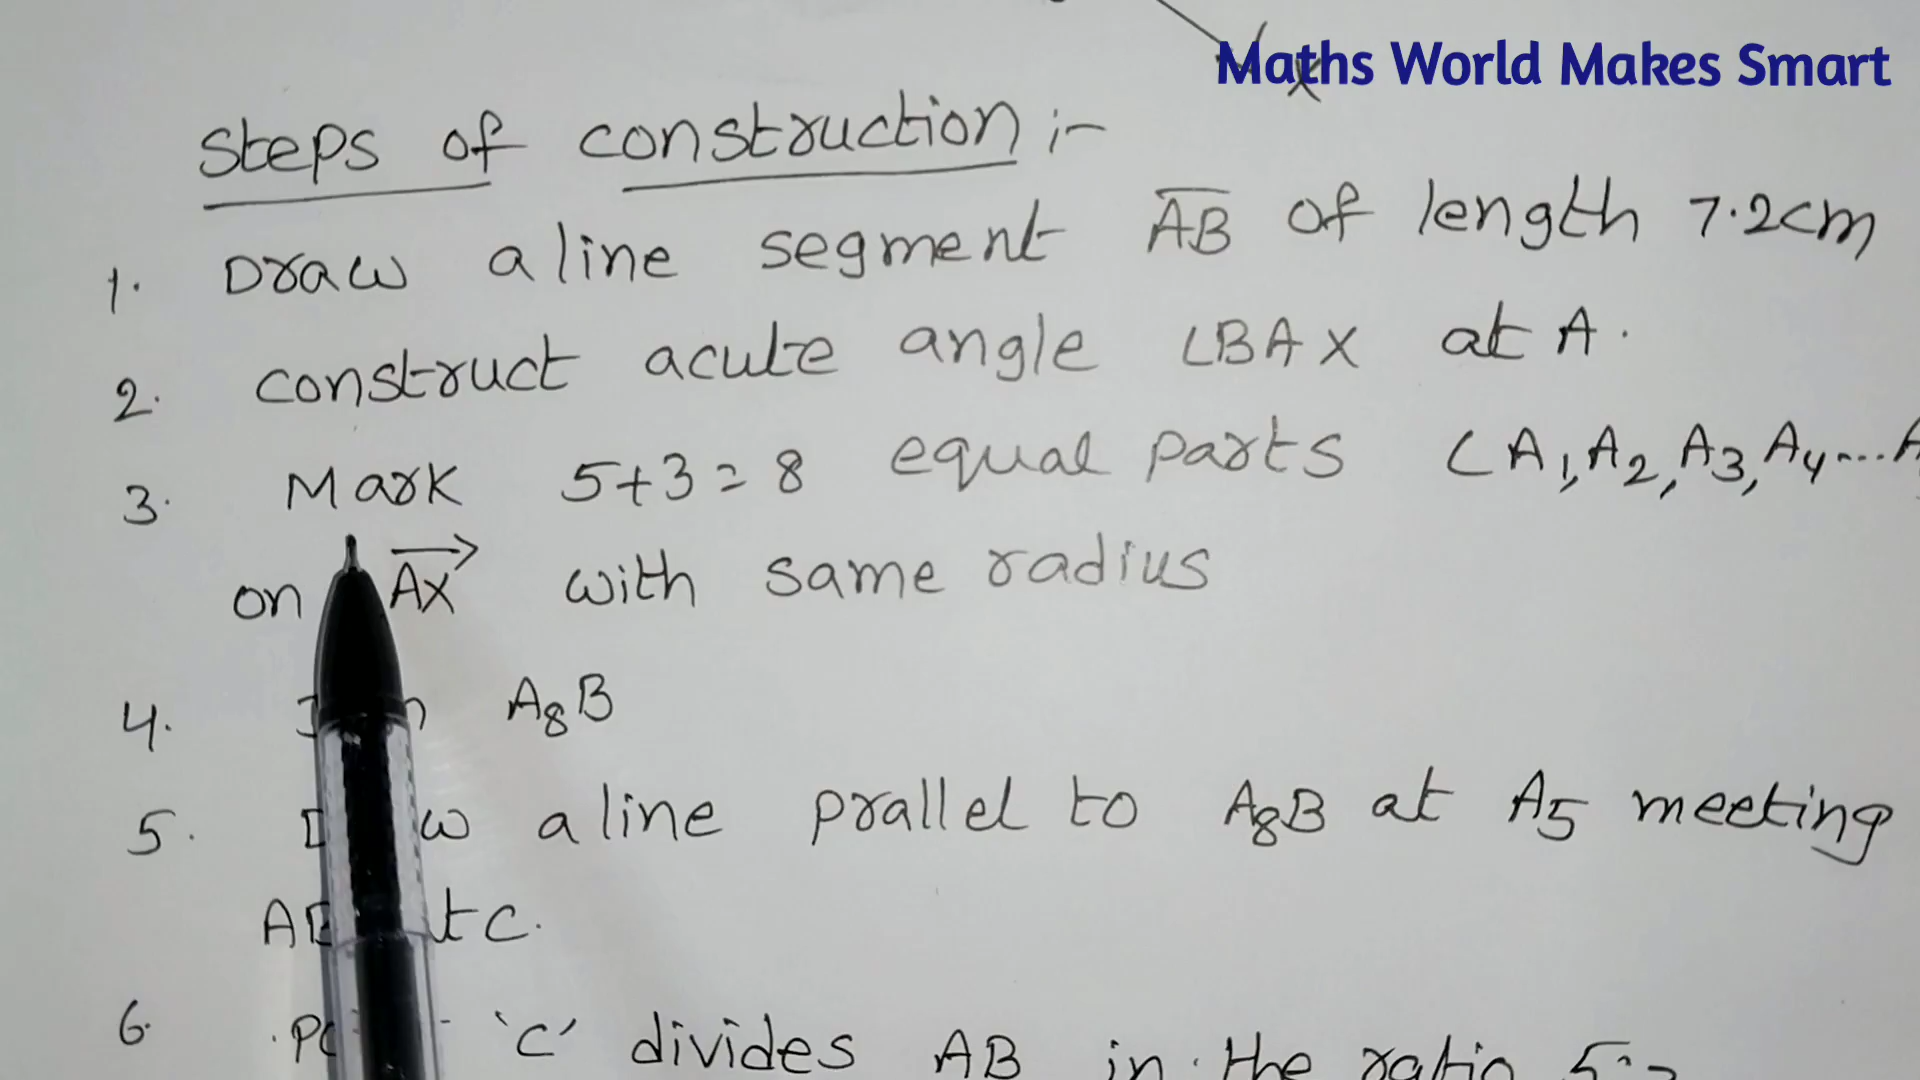 Maths World Makes Smart
x
Steps of construction :-
1. Draw a line segment AB of length 7.2cm
2. construct acute angle ∠BAX at A.
3. Mark 5+3=8 equal parts (A₁,A₂,A₃,A₄...A
on AX with same radius
4. A₈B
5. a line prallel to A₈B at A₅ meeting
C.
6. 'C' divides AB in the ratio 5: